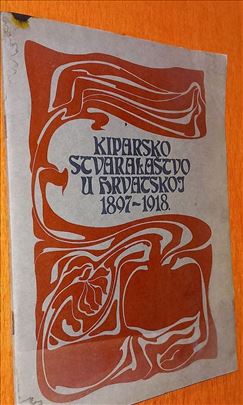 KIPARSKO
STVARALAŠTVO
U HRVATSKOJ
1897-1918.